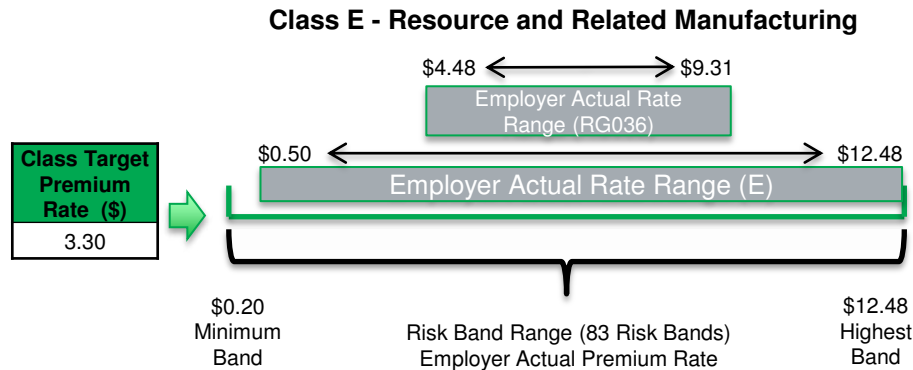 Class E - Resource and Related Manufacturing
$4.48 $9.31
Employer Actual Rate
Range (RG036)
$0.50 $12.48
Employer Actual Rate Range (E)
Class Target
Premium
Rate ($)
3.30
$0.20
Minimum
Band
Risk Band Range (83 Risk Bands)
Employer Actual Premium Rate
$12.48
Highest
Band